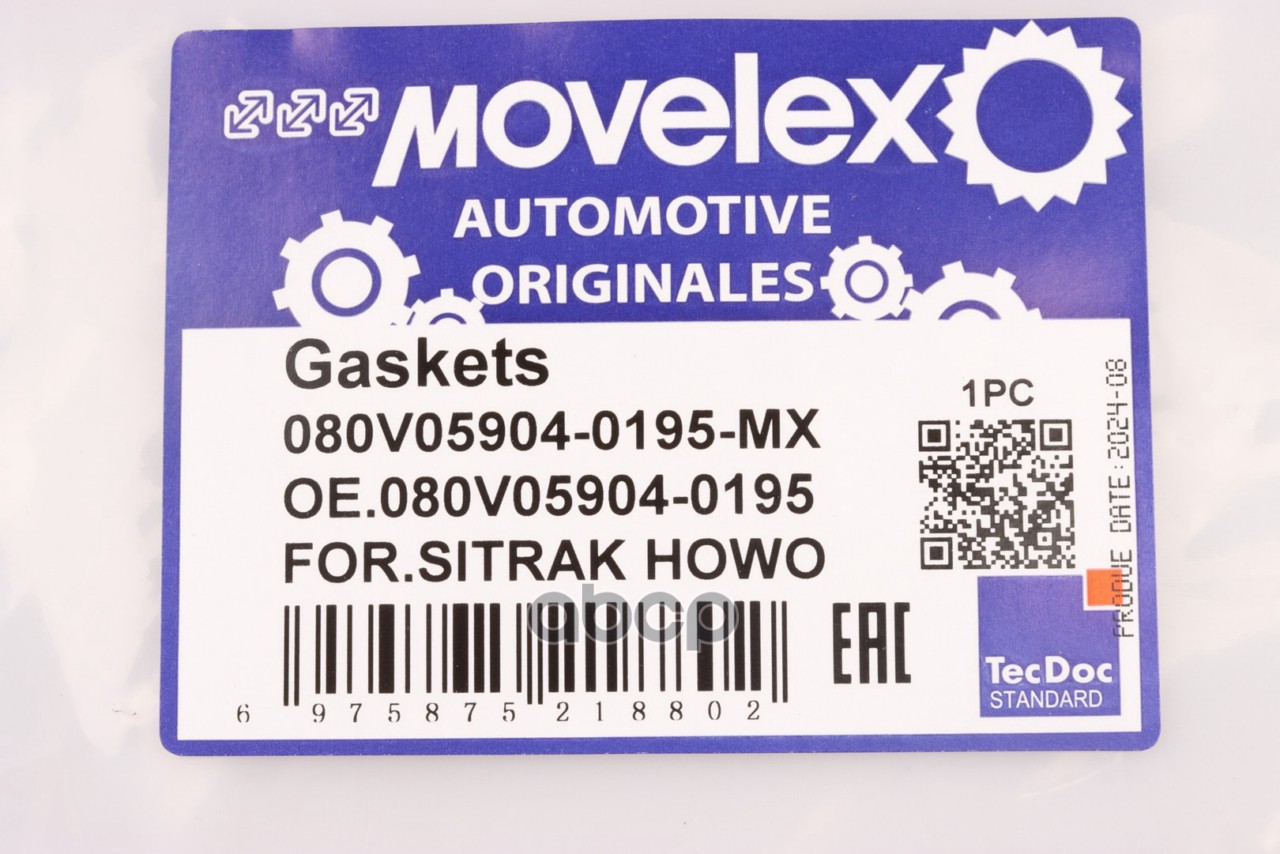 MOVELEX
AUTOMOTIVE
ORIGINALES
Gaskets
080V05904-0195-MX
OE.080V05904-0195
FOR.SITRAK HOWO
1PC
PRODUE DATE:2024-08
abcp
EAC
TecDoc
STANDARD
6 975875 218802